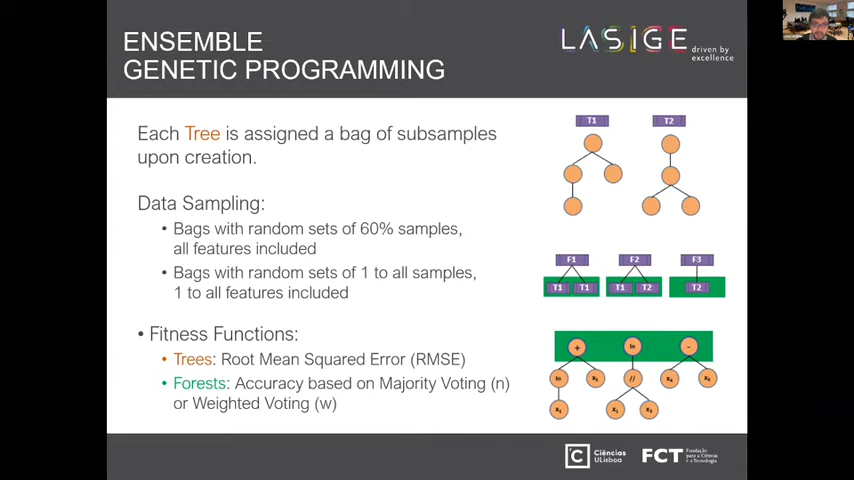 ENSEMBLE
GENETIC PROGRAMMING
LASIGE
driven by
excellence
Each Tree is assigned a bag of subsamples
upon creation.
Data Sampling:
• Bags with random sets of 60% samples,
all features included
• Bags with random sets of 1 to all samples,
1 to all features included
• Fitness Functions:
• Trees: Root Mean Squared Error (RMSE)
• Forests: Accuracy based on Majority Voting (n)
or Weighted Voting (w)
T1 T2
F1 F2 F3
T1 T1 T1 T2 T2
+ ln -
ln //
Ciências
ULisboa
FCT
Fundação
para a Ciência
e a Tecnologia